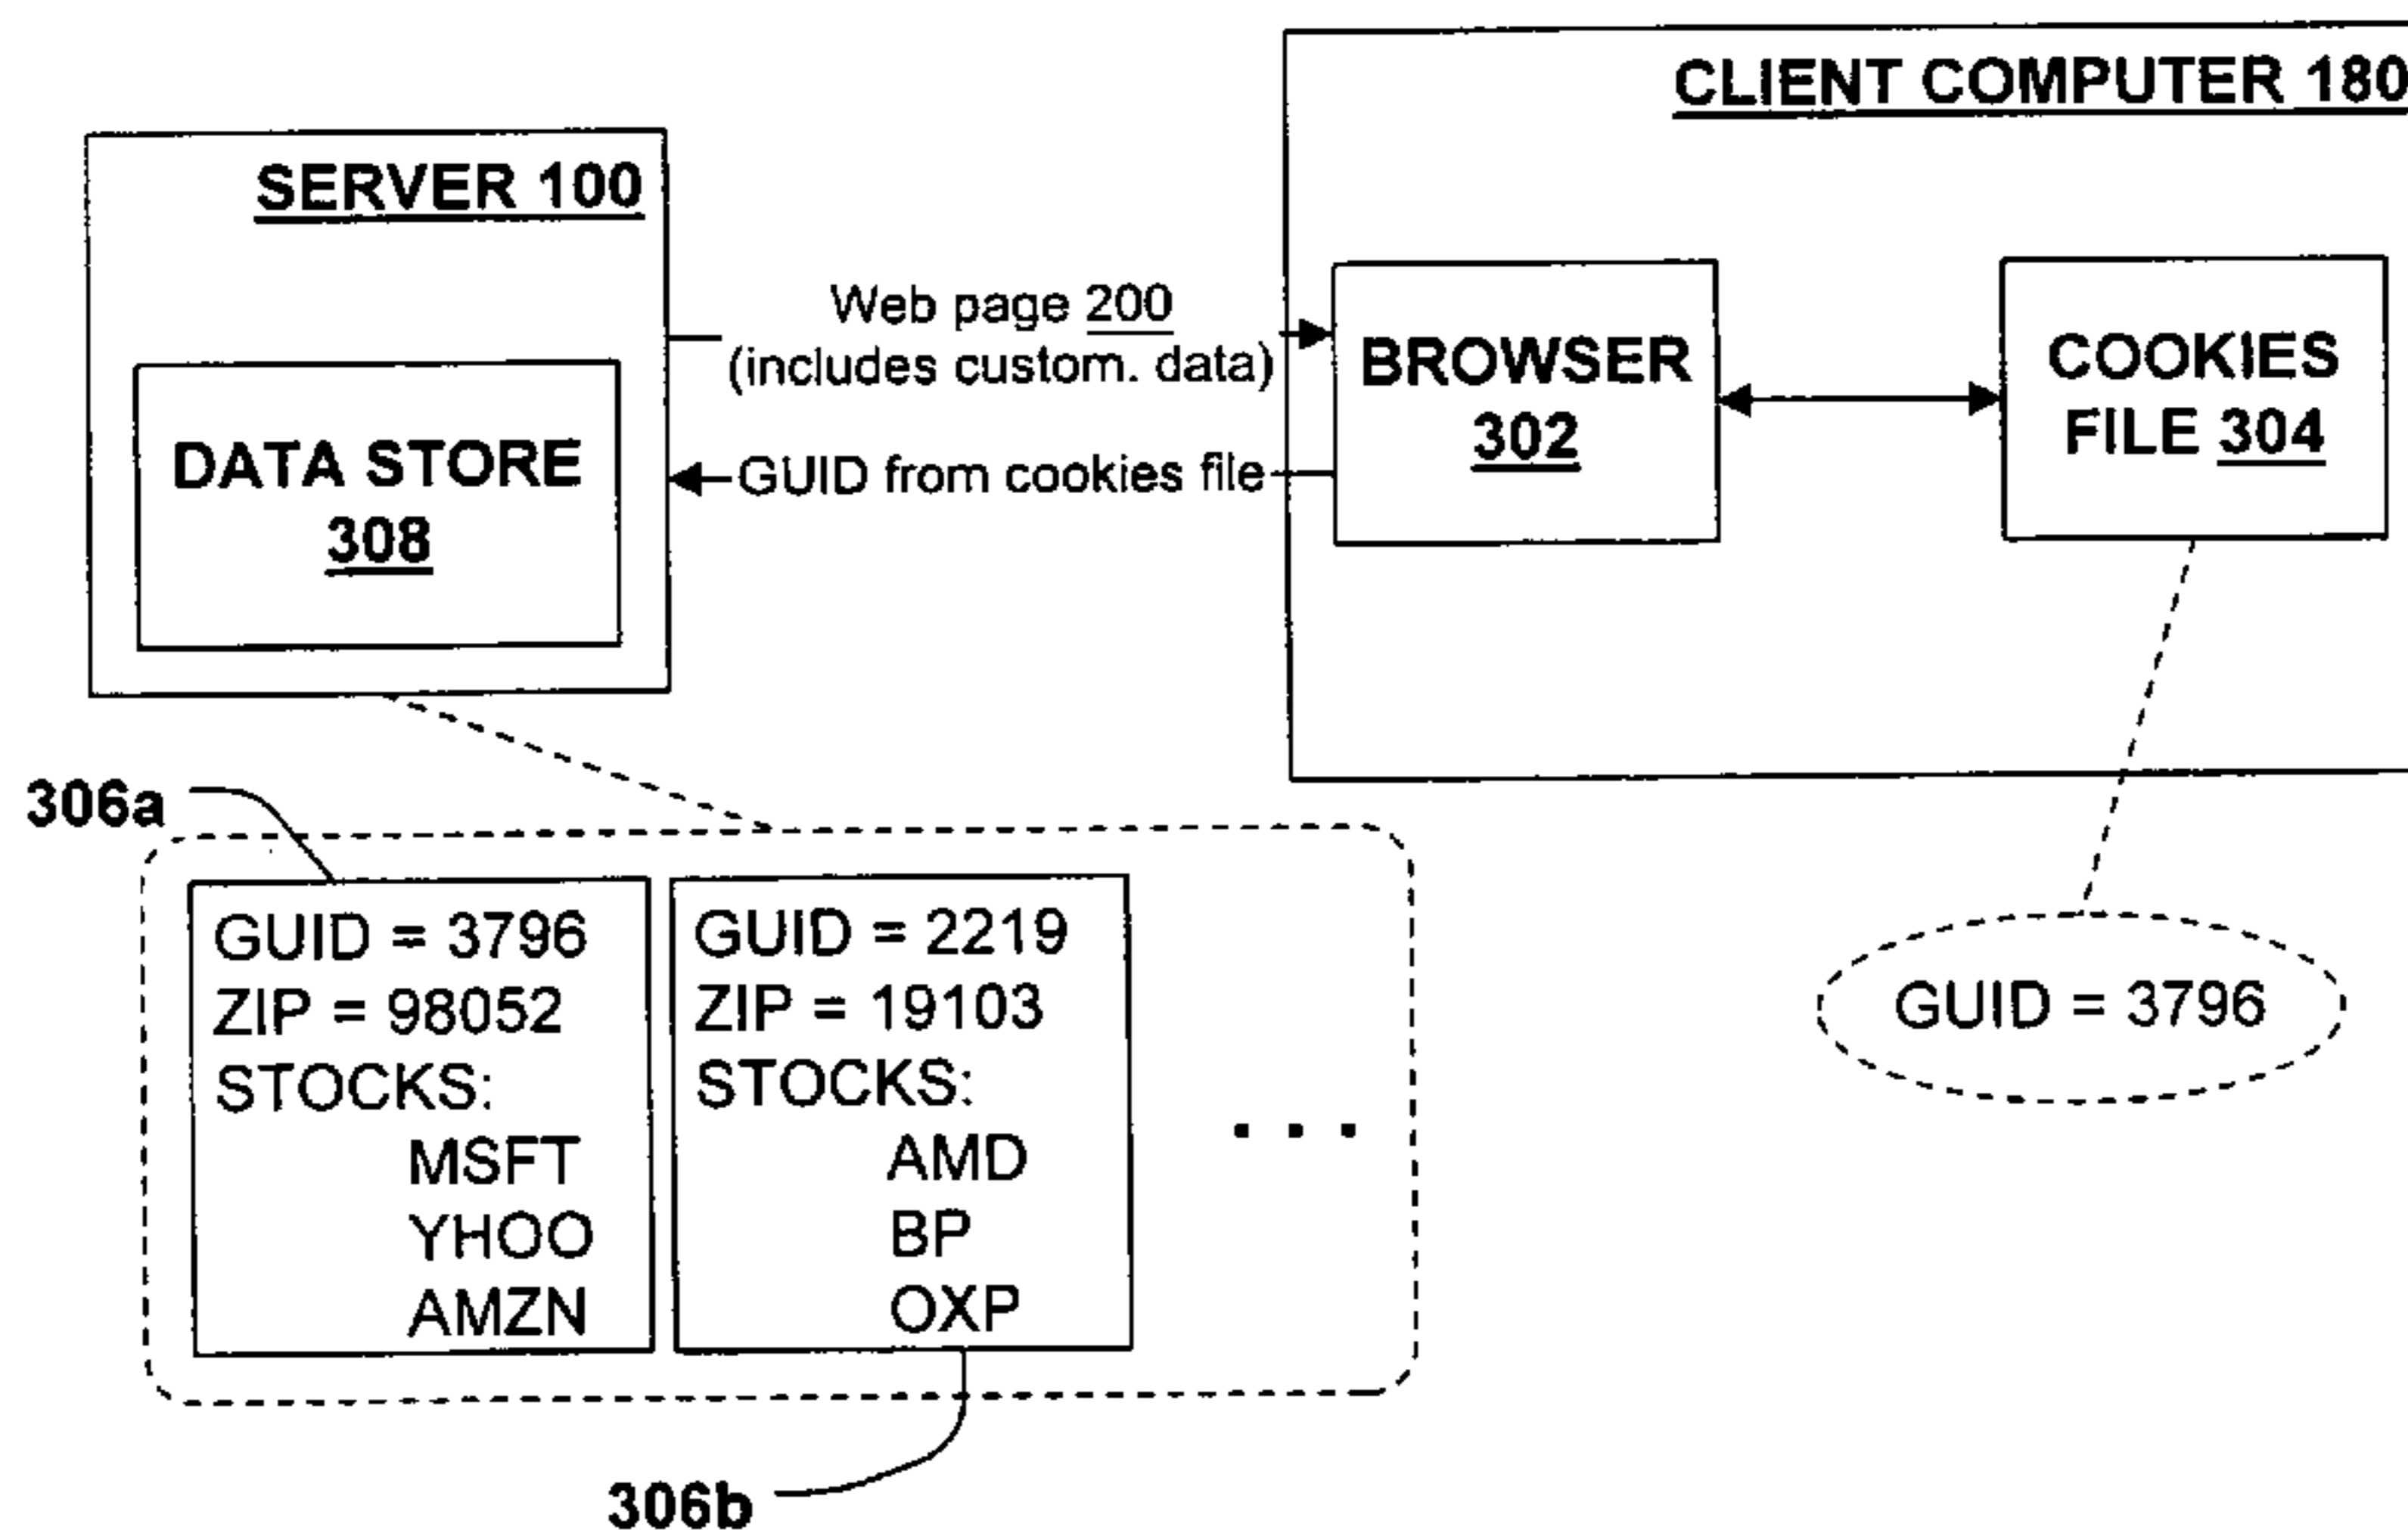 CLIENT COMPUTER 180
SERVER 100
Web page 200
(includes custom. data)
BROWSER
302
COOKIES
FILE 304
DATA STORE
308
GUID from cookies file
306a
GUID = 3796
ZIP = 98052
STOCKS:
MSFT
YHOO
AMZN
GUID = 2219
ZIP = 19103
STOCKS:
AMD
BP
OXP
. . .
GUID = 3796
306b